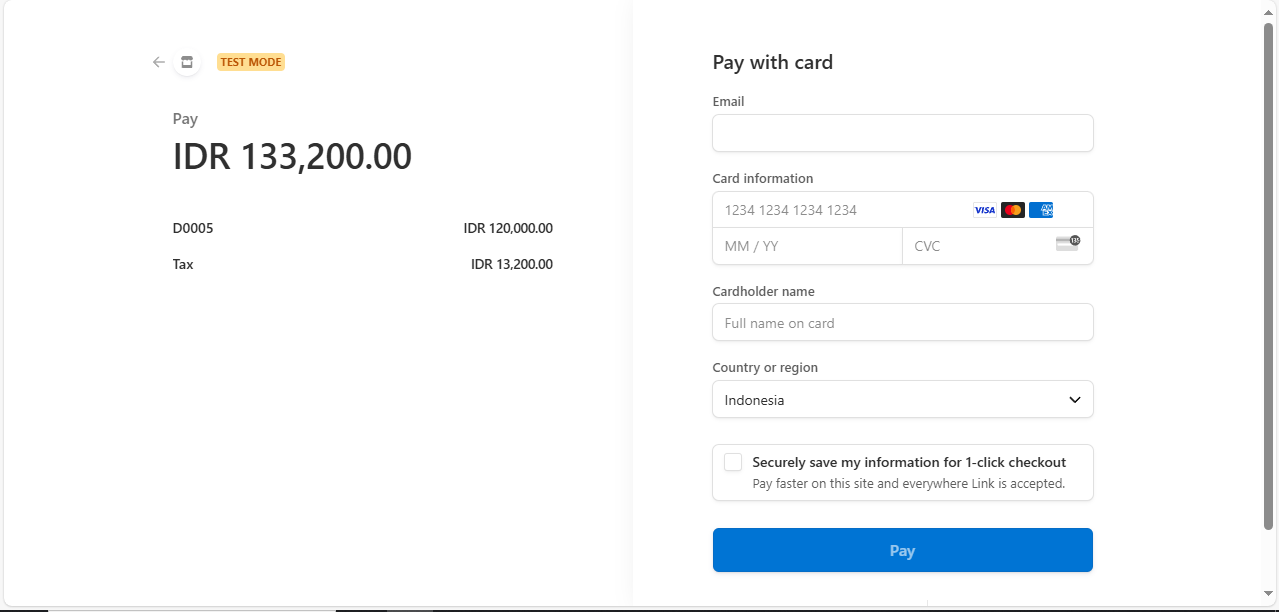 TEST MODE
Pay
IDR 133,200.00
D0005 IDR 120,000.00
Tax IDR 13,200.00
Pay with card
Email
Card information
1234 1234 1234 1234 VISA AM EX
MM / YY CVC 135
Cardholder name
Full name on card
Country or region
Indonesia
Securely save my information for 1-click checkout
Pay faster on this site and everywhere Link is accepted.
Pay